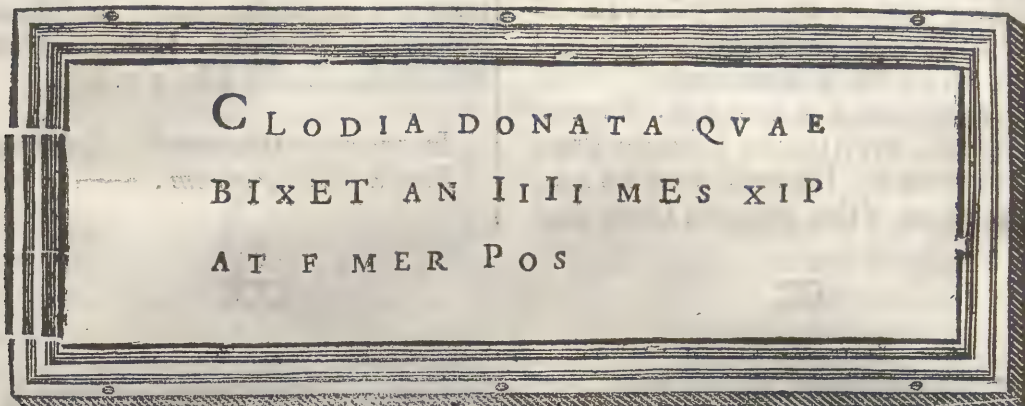 CLODIA DONATA QVAE
BIXET AN IIII MES XIP
AT F MER POS